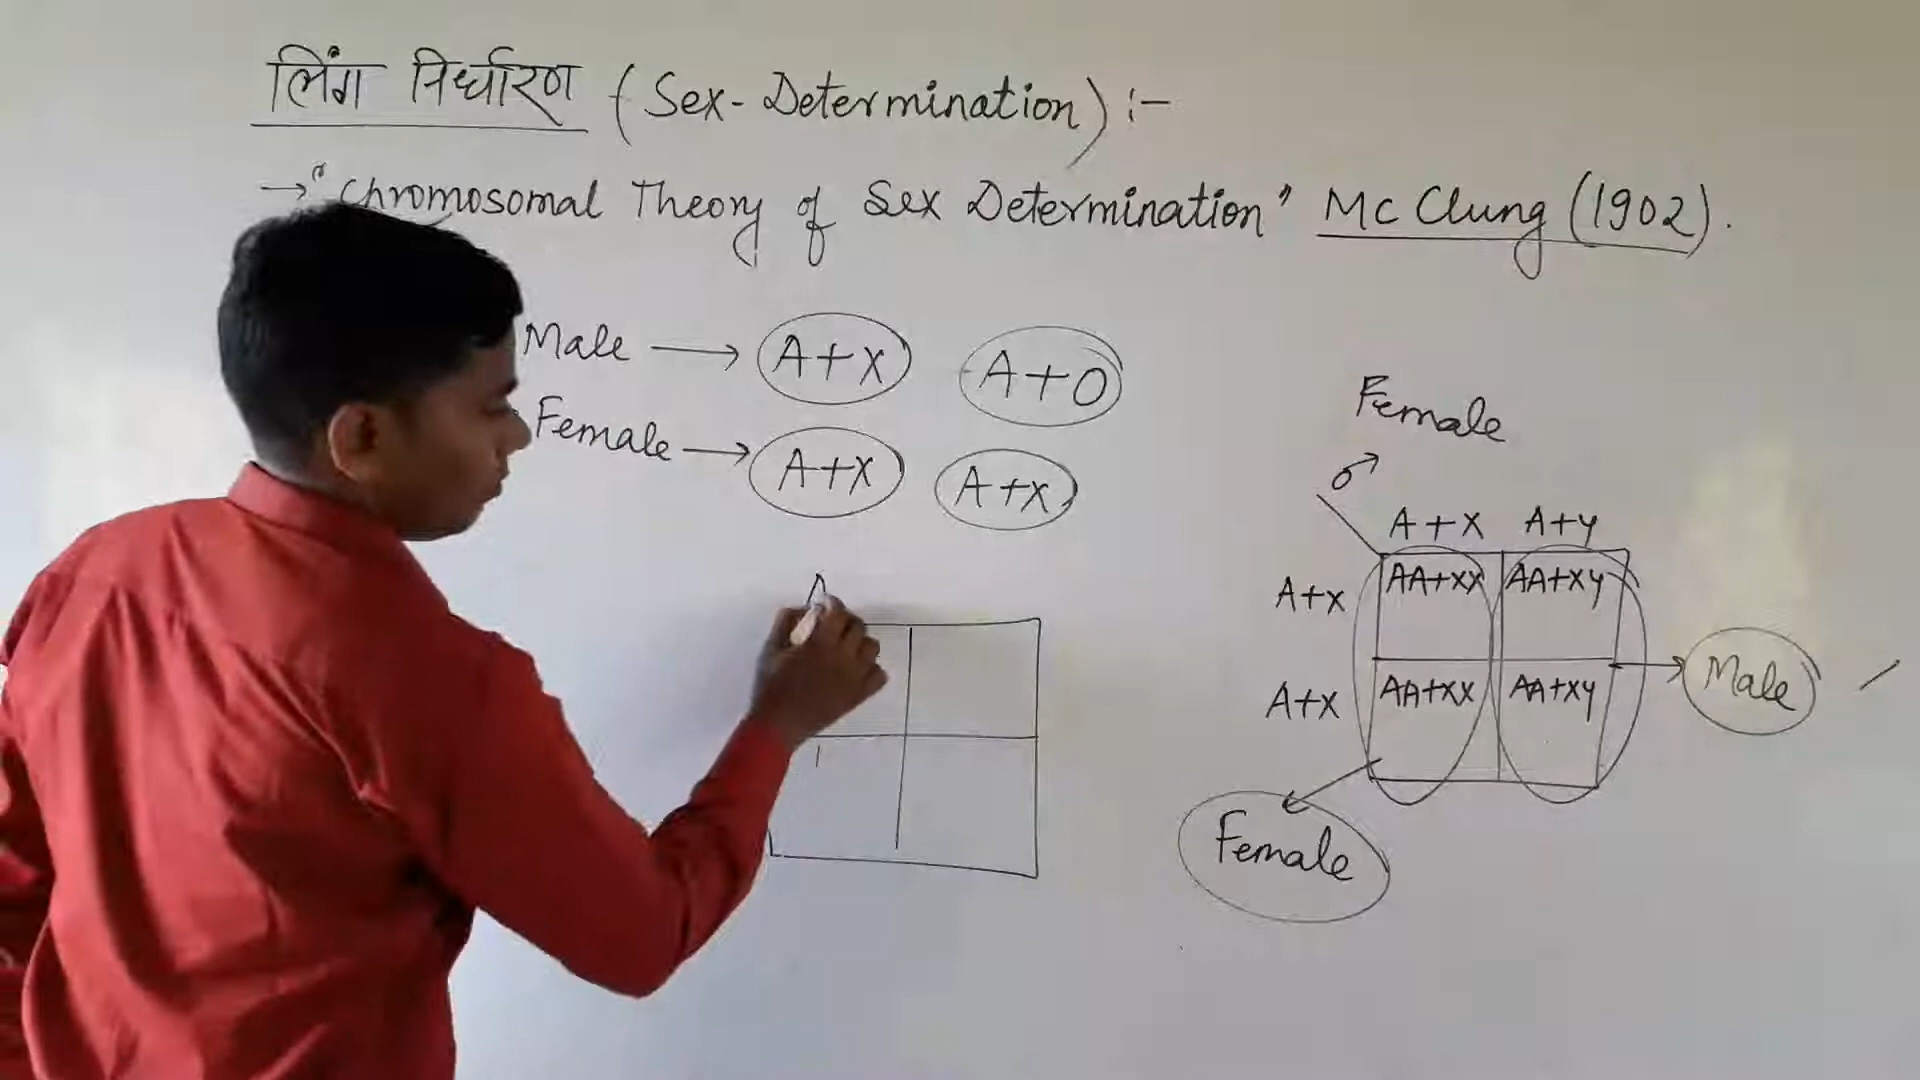 लिंग निर्धारण (Sex-Determination) :-
→ "Chromosomal Theory of Sex Determination" Mc Clung (1902).
Male → A+X A+O
Female → A+X A+X
Female
♂
A+X A+y
A+x AA+XX AA+Xy
A+x AA+XX AA+Xy
Male
Female
A